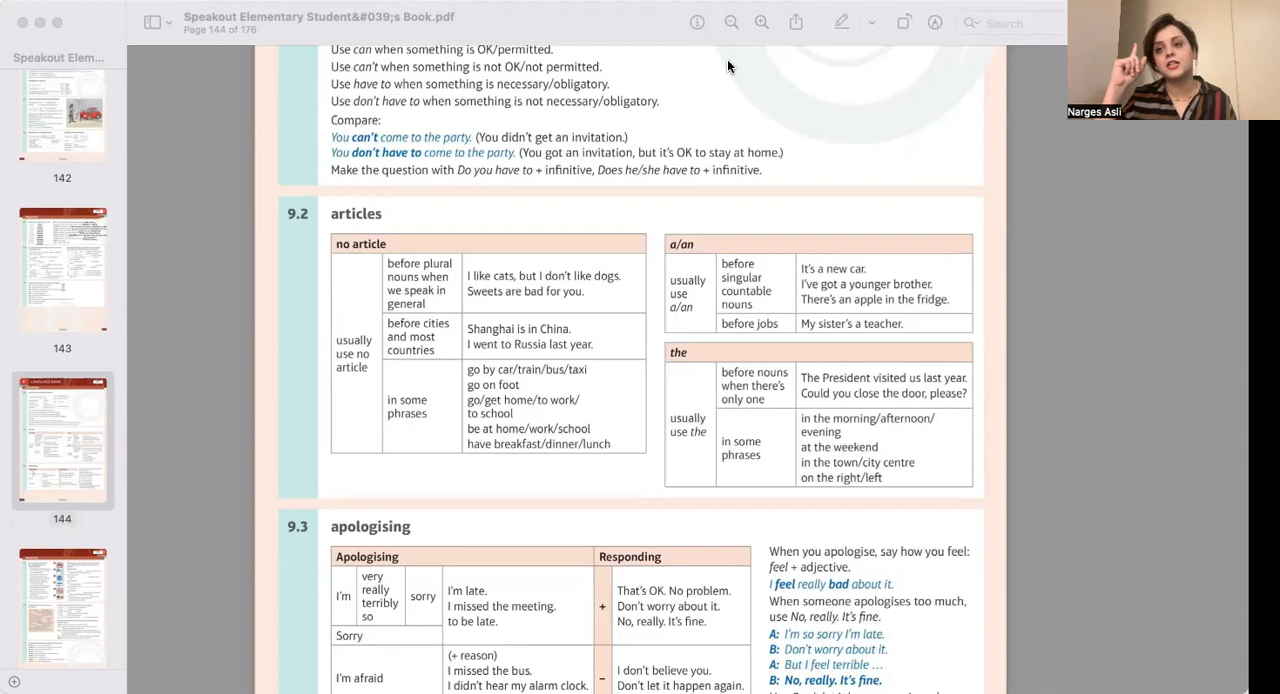 Speakout Elementary Student&#039;s Book.pdf
Page 144 of 176
Search
Narges Asli
Speakout Elem...
142
143
144
Use can when something is OK/permitted.
Use can't when something is not OK/not permitted.
Use have to when something is necessary/obligatory.
Use don't have to when something is not necessary/obligatory.
Compare:
You can't come to the party. (You didn't get an invitation.)
You don't have to come to the party. (You got an invitation, but it's OK to stay at home.)
Make the question with Do you have to + infinitive, Does he/she have to + infinitive.
9.2 articles
no article
usually
use no
article
before plural
nouns when
we speak in
general
I like cats, but I don't like dogs.
are bad for you.
before cities
and most
countries
Shanghai is in China.
I went to Russia last year.
in some
phrases
go by car/train/bus/taxi
go on foot
go/get home/to work/
to school
be at home/work/school
have breakfast/dinner/lunch
a/an
usually
use
a/an
before
singular
countable
nouns
It's a new car.
I've got a younger brother.
There's an apple in the fridge.
before jobs
My sister's a teacher.
the
usually
use the
before nouns
when there's
only one
The President visited us last year.
Could you close the door, please?
in some
phrases
in the morning/afternoon/
evening
at the weekend
in the town/city centre
on the right/left
9.3 apologising
Apologising
Responding
I'm
very
really
terribly
so
sorry
Sorry
I'm late.
I missed the meeting.
to be late.
That's OK. No problem.
Don't worry about it.
No, really. It's fine.
I'm afraid
(+ reason)
I missed the bus.
I didn't hear my alarm clock.
–
I don't believe you.
Don't let it happen again.
When you apologise, say how you feel:
feel + adjective.
I feel really bad about it.
When someone apologises too much,
use No, really. It's fine.
A: I'm so sorry I'm late.
B: Don't worry about it.
A: But I feel terrible …
B: No, really. It's fine.